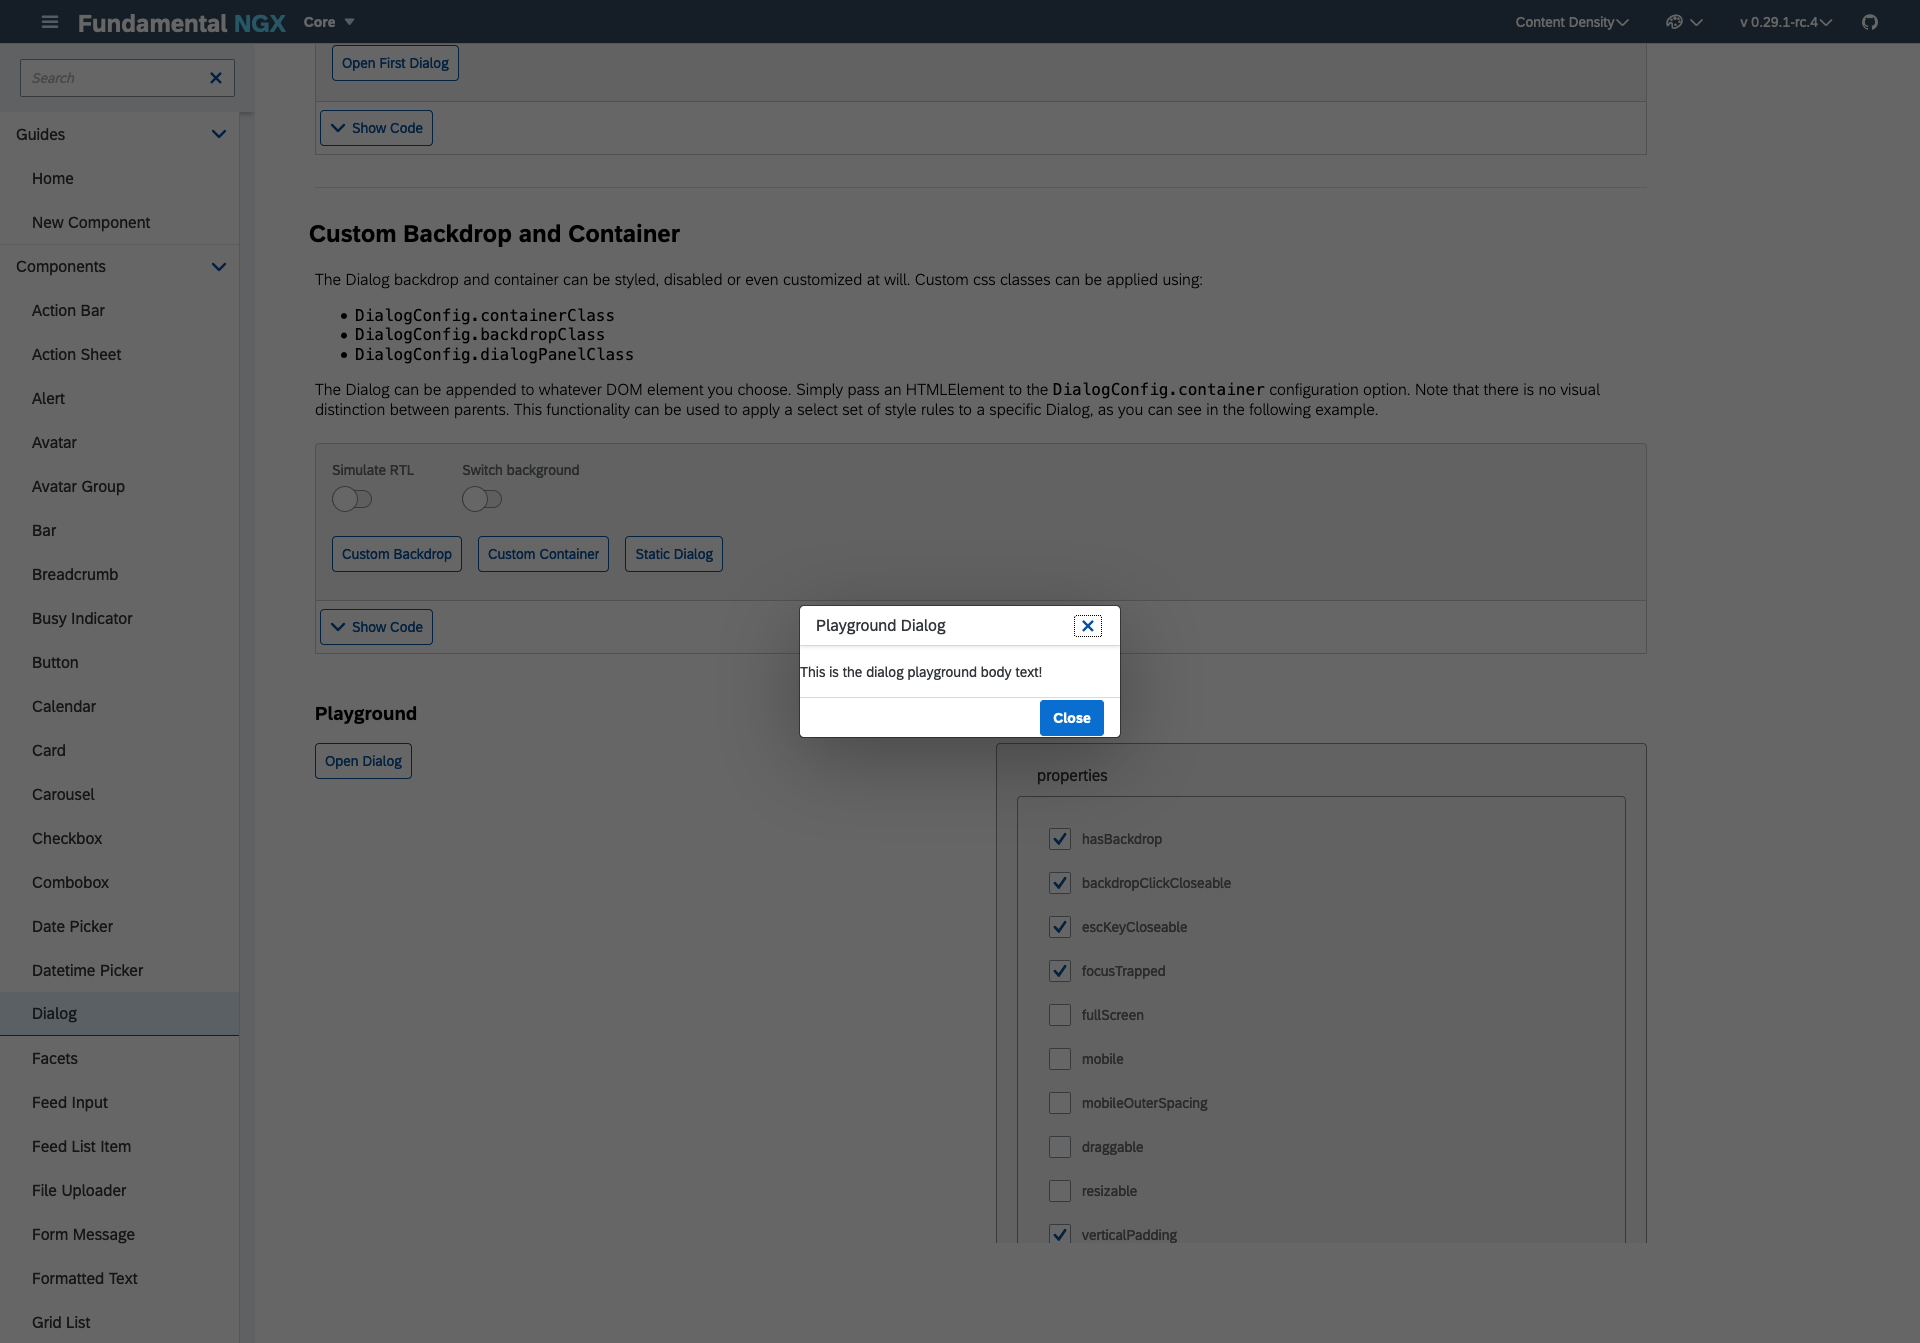 Fundamental NGX
Core
Content Density
v 0.29.1-rc.4
Search
Guides
Home
New Component
Components
Action Bar
Action Sheet
Alert
Avatar
Avatar Group
Bar
Breadcrumb
Busy Indicator
Button
Calendar
Card
Carousel
Checkbox
Combobox
Date Picker
Datetime Picker
Dialog
Facets
Feed Input
Feed List Item
File Uploader
Form Message
Formatted Text
Grid List
Open First Dialog
Show Code
Custom Backdrop and Container
The Dialog backdrop and container can be styled, disabled or even customized at will. Custom css classes can be applied using:
DialogConfig.containerClass
DialogConfig.backdropClass
DialogConfig.dialogPanelClass
The Dialog can be appended to whatever DOM element you choose. Simply pass an HTMLElement to the DialogConfig.container configuration option. Note that there is no visual
distinction between parents. This functionality can be used to apply a select set of style rules to a specific Dialog, as you can see in the following example.
Simulate RTL
Switch background
Custom Backdrop
Custom Container
Static Dialog
Show Code
Playground Dialog
This is the dialog playground body text!
Close
Playground
Open Dialog
properties
hasBackdrop
backdropClickCloseable
escKeyCloseable
focusTrapped
fullScreen
mobile
mobileOuterSpacing
draggable
resizable
verticalPadding